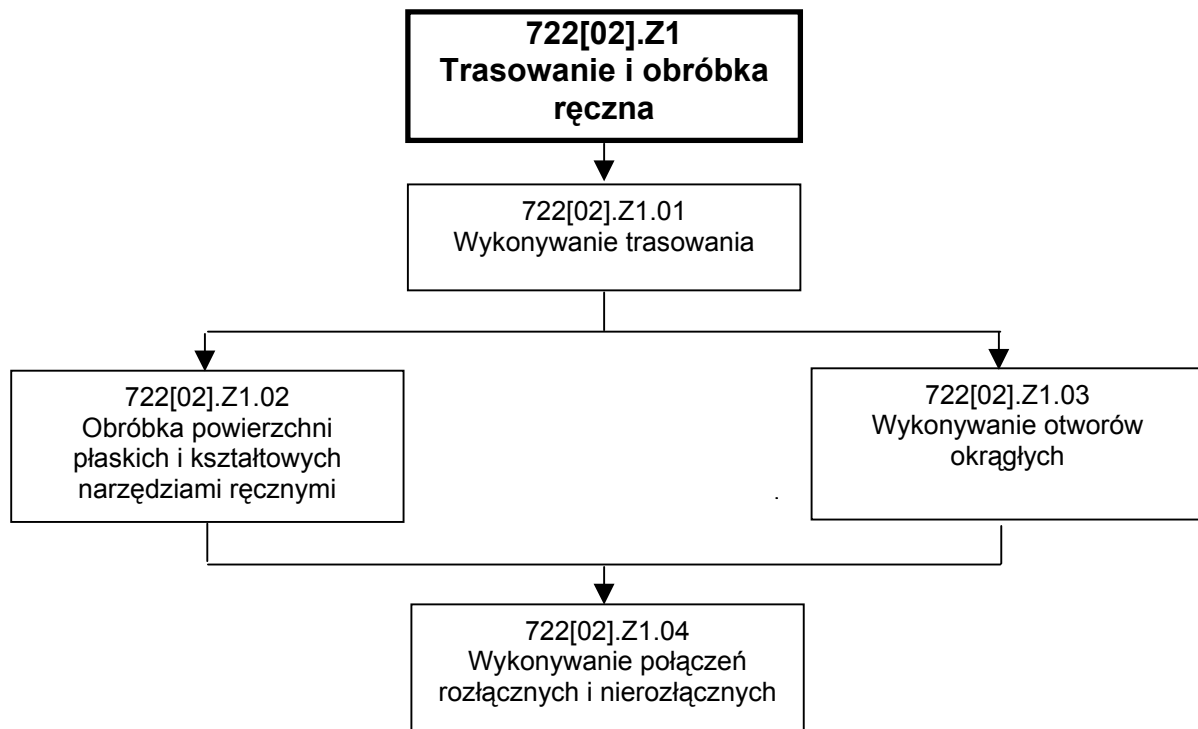 722[02].Z1
Trasowanie i obróbka
ręczna
722[02].Z1.01
Wykonywanie trasowania
722[02].Z1.02
Obróbka powierzchni
płaskich i kształtowych
narzędziami ręcznymi
722[02].Z1.03
Wykonywanie otworów
okrągłych
.
722[02].Z1.04
Wykonywanie połączeń
rozłącznych i nierozłącznych